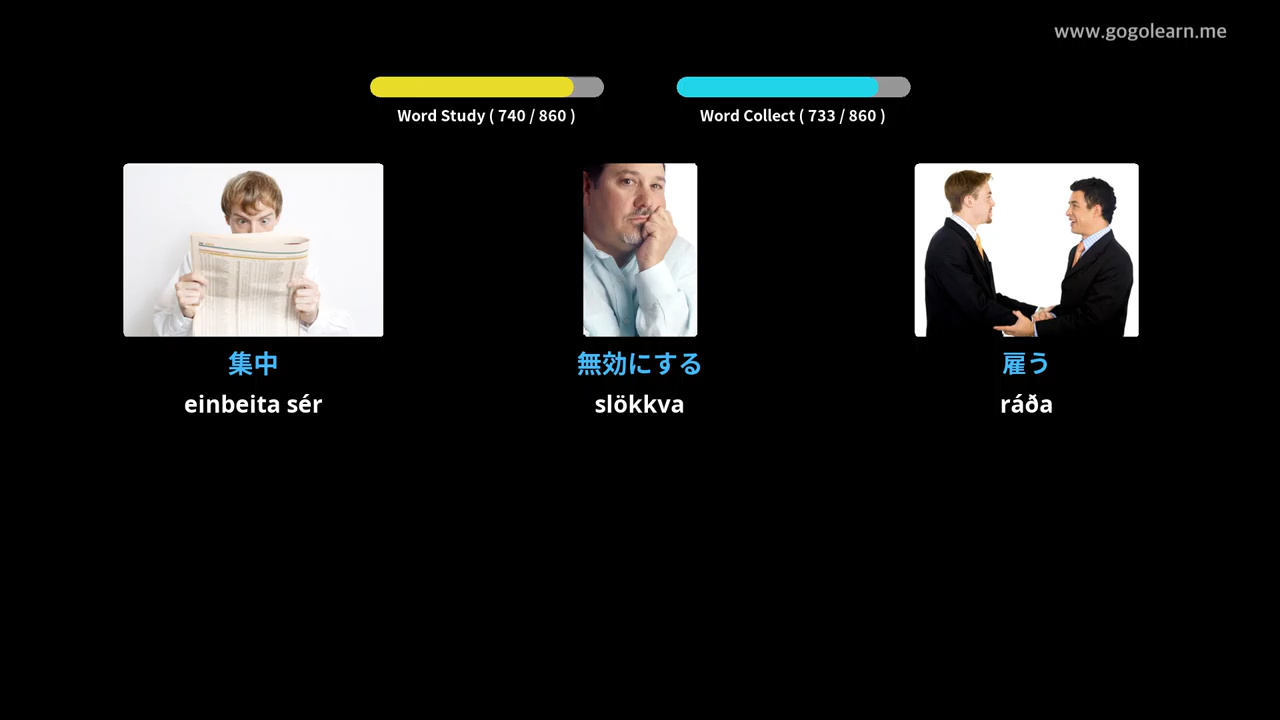 www.gogolearn.me
Word Study ( 740 / 860 )
Word Collect ( 733 / 860 )
集中
無効にする
雇う
einbeita sér
slökkva
ráða